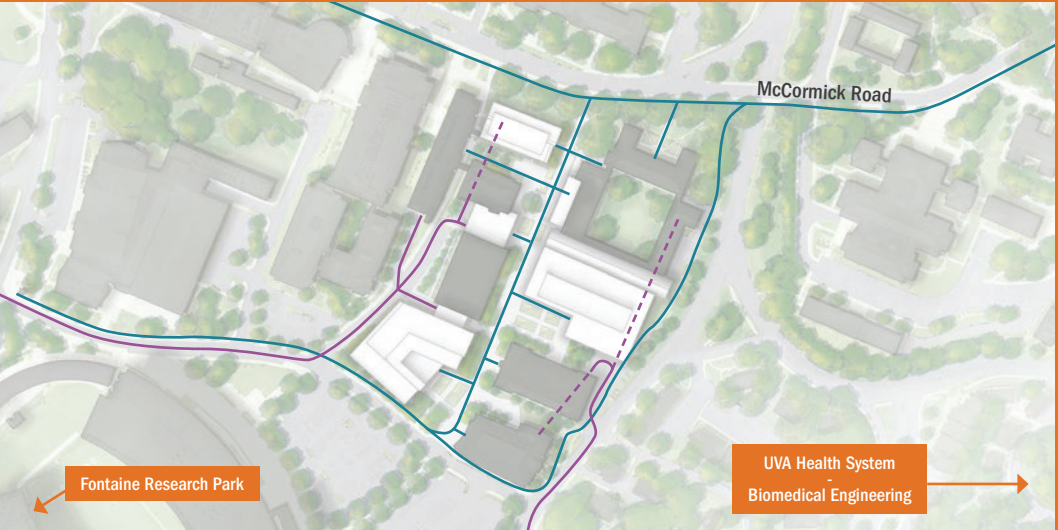 McCormick Road
Fontaine Research Park
UVA Health System
-
Biomedical Engineering